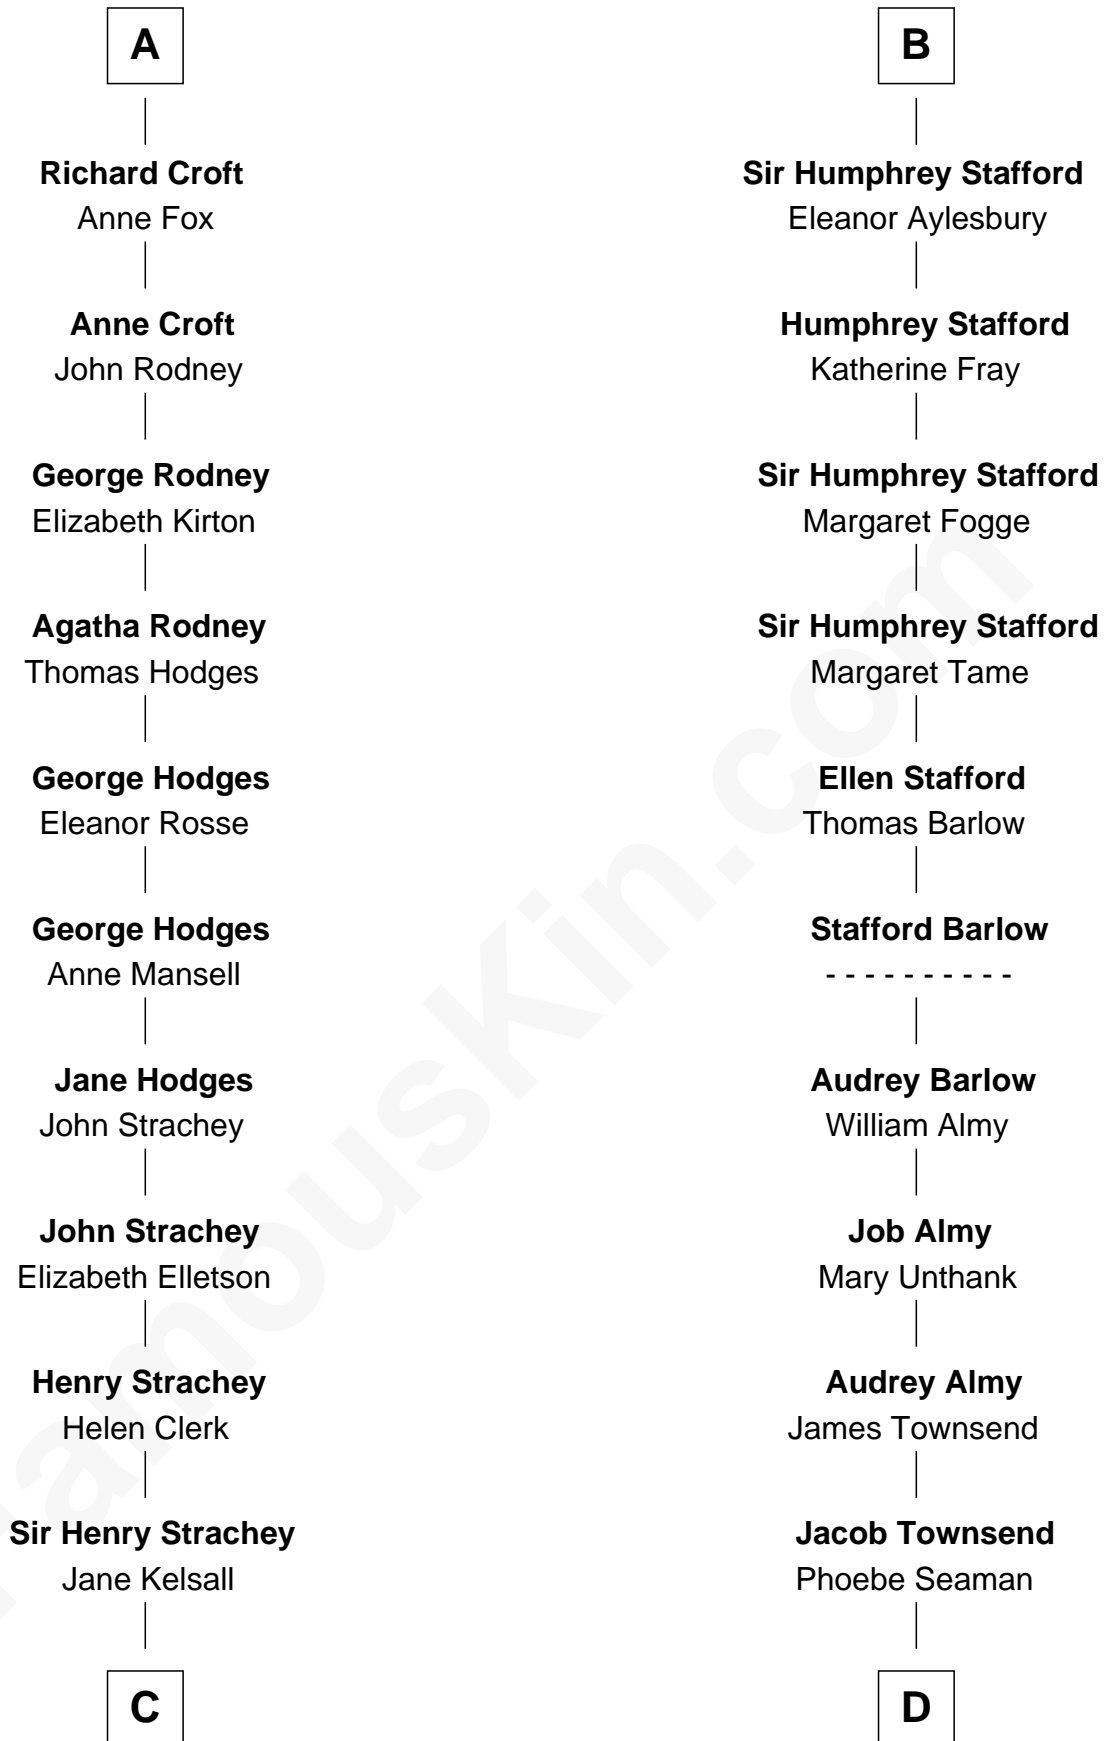 A
Richard Croft
Anne Fox
Anne Croft
John Rodney
George Rodney
Elizabeth Kirton
Agatha Rodney
Thomas Hodges
George Hodges
Eleanor Rosse
George Hodges
Anne Mansell
Jane Hodges
John Strachey
John Strachey
Elizabeth Elletson
Henry Strachey
Helen Clerk
Sir Henry Strachey
Jane Kelsall
C
B
Sir Humphrey Stafford
Eleanor Aylesbury
Humphrey Stafford
Katherine Fray
Sir Humphrey Stafford
Margaret Fogge
Sir Humphrey Stafford
Margaret Tame
Ellen Stafford
Thomas Barlow
Stafford Barlow
- - - - - - - - - -
Audrey Barlow
William Almy
Job Almy
Mary Unthank
Audrey Almy
James Townsend
Jacob Townsend
Phoebe Seaman
D
FamousKin.com